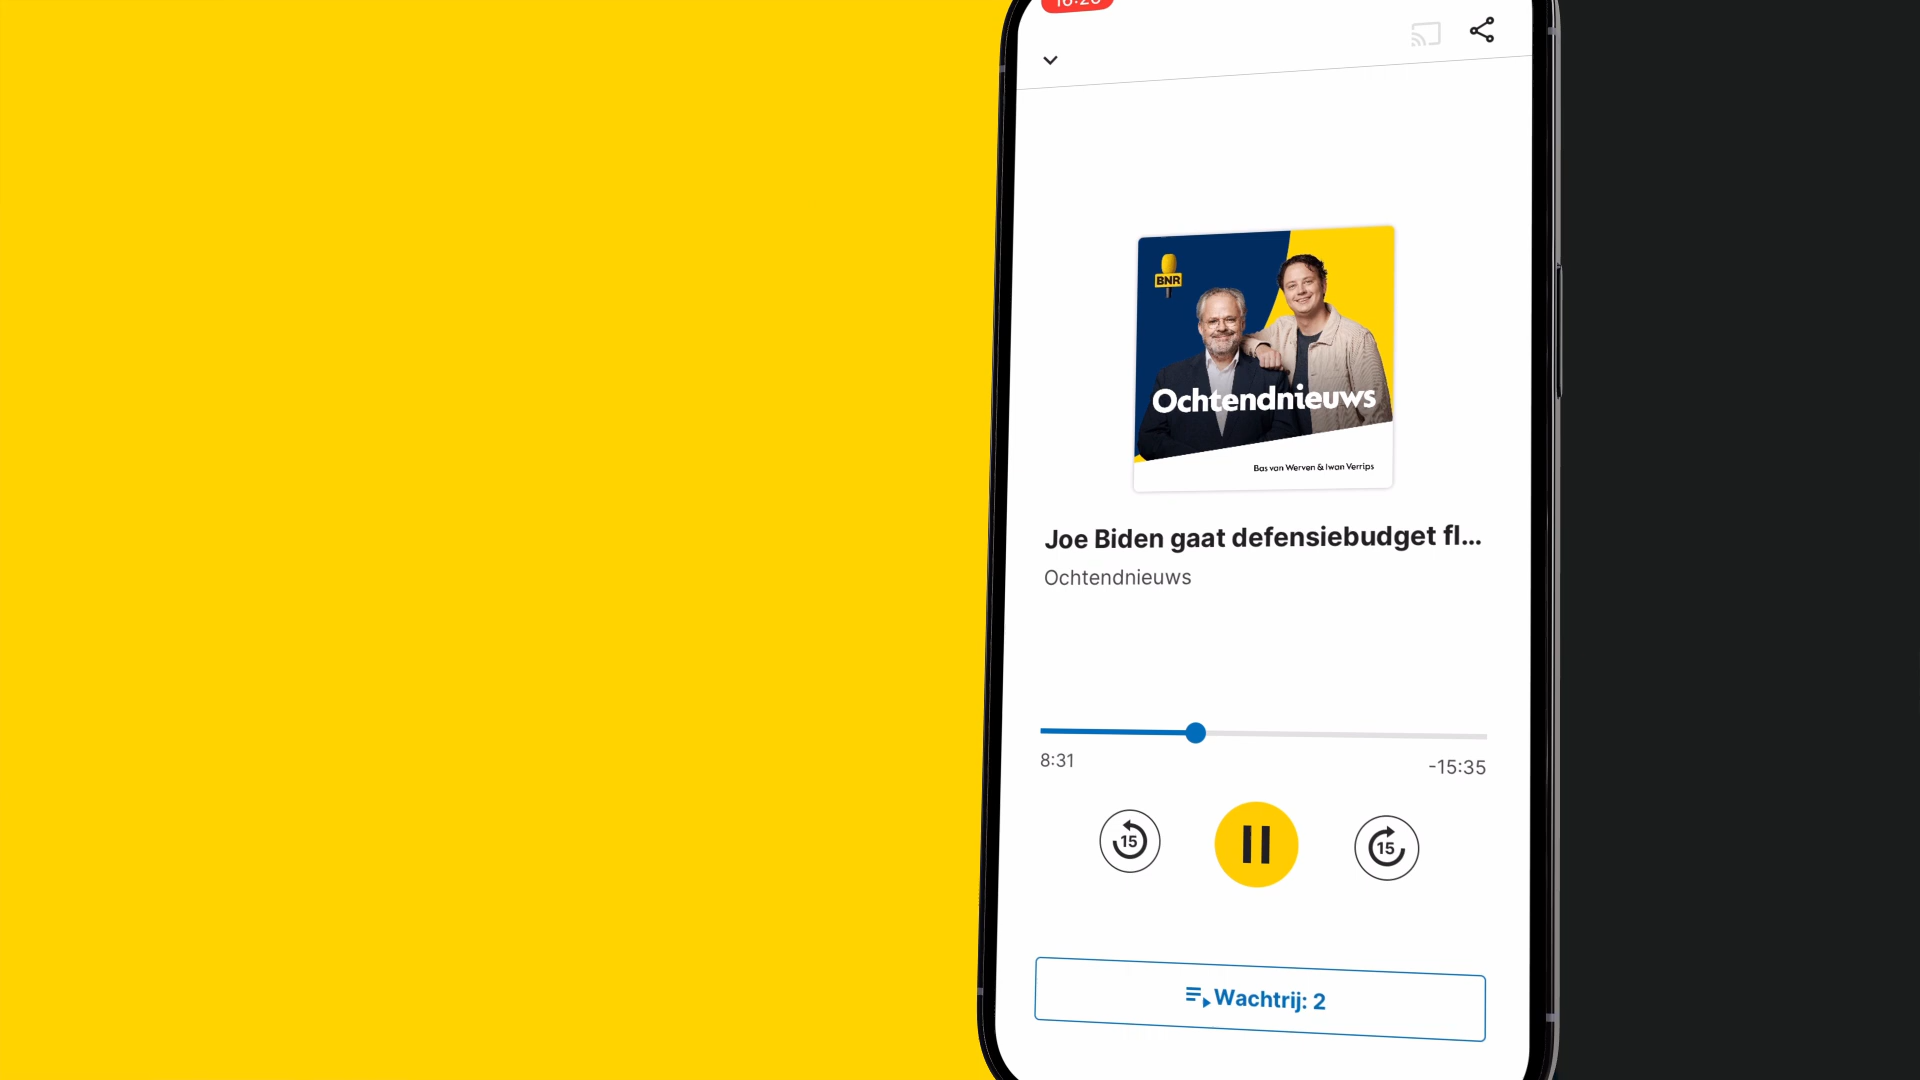 BNR
Ochtendnieuws
Bas van Werven & Iwan Verrips
Joe Biden gaat defensiebudget fl...
Ochtendnieuws
8:31
-15:35
15
15
Wachtrij: 2